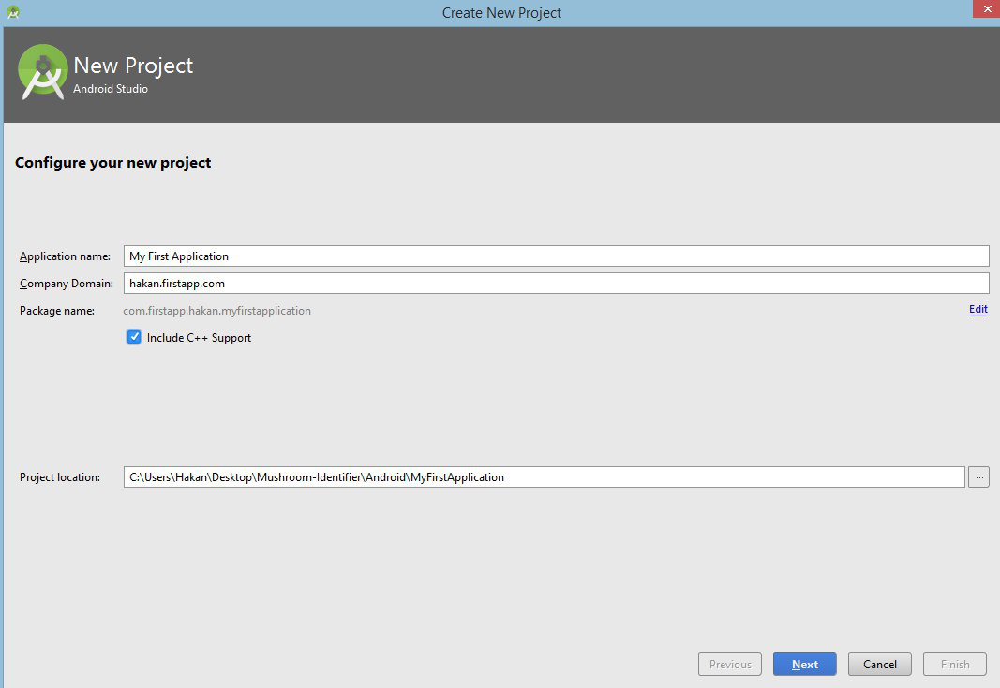 Create New Project
New Project
Android Studio
Configure your new project
Application name: My First Application
Company Domain: hakan.firstapp.com
Package name: com.firstapp.hakan.myfirstapplication Edit
Include C++ Support
Project location: C:\Users\Hakan\Desktop\Mushroom-Identifier\Android\MyFirstApplication ...
Previous Next Cancel Finish